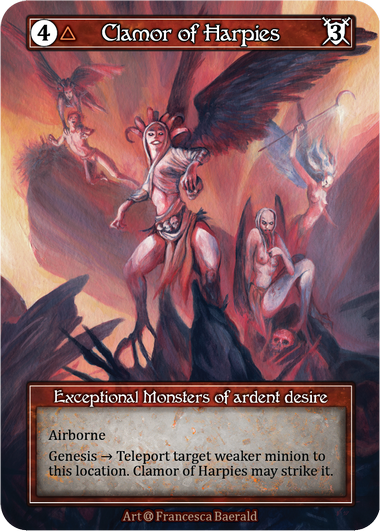 4 Clamor of Harpies 3
Exceptional Monsters of ardent desire
Airborne
Genesis → Teleport target weaker minion to
this location. Clamor of Harpies may strike it.
Art @ Francesca Baerald